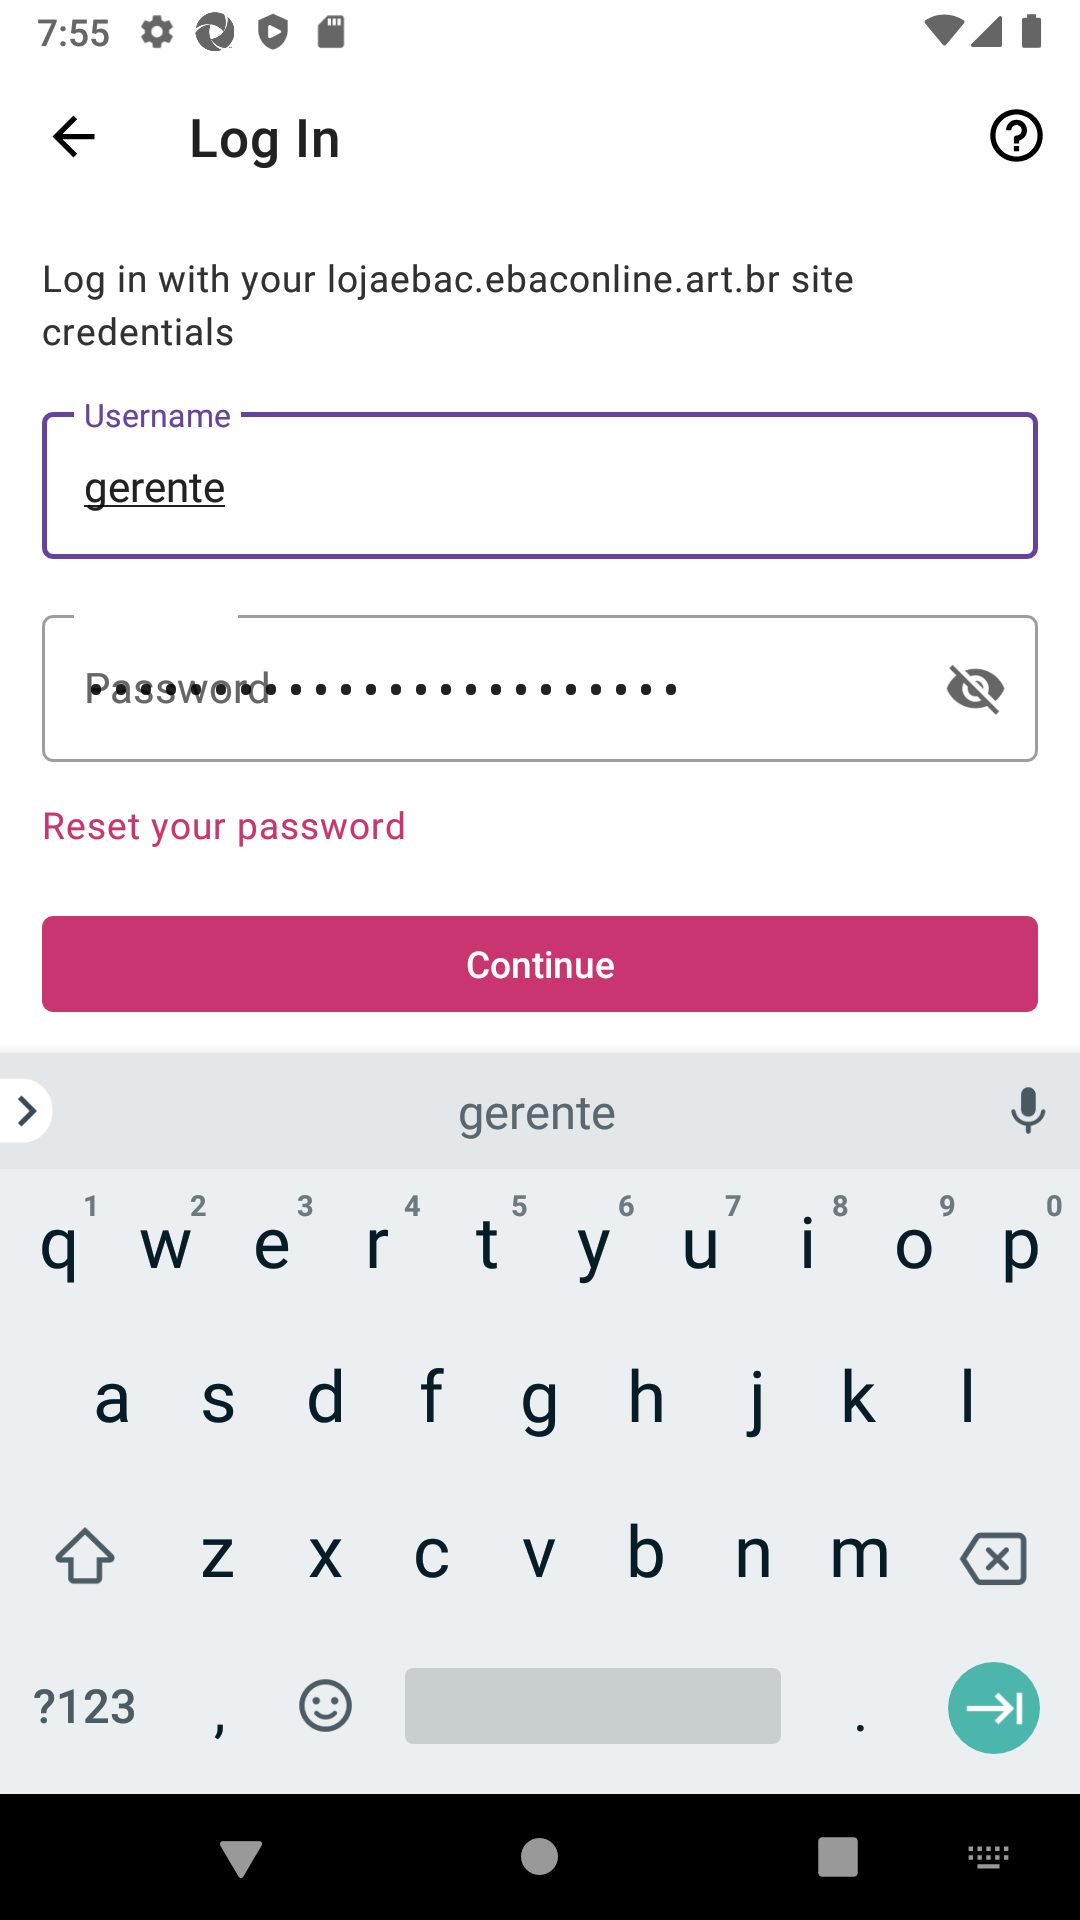 7:55
Log In
Log in with your lojaebac.ebaconline.art.br site
credentials
Username
gerente
Password
Reset your password
Continue
gerente
1 2 3 4 5 6 7 8 9 0
q w e r t y u i o p
a s d f g h j k l
z x c v b n m
?123 , .